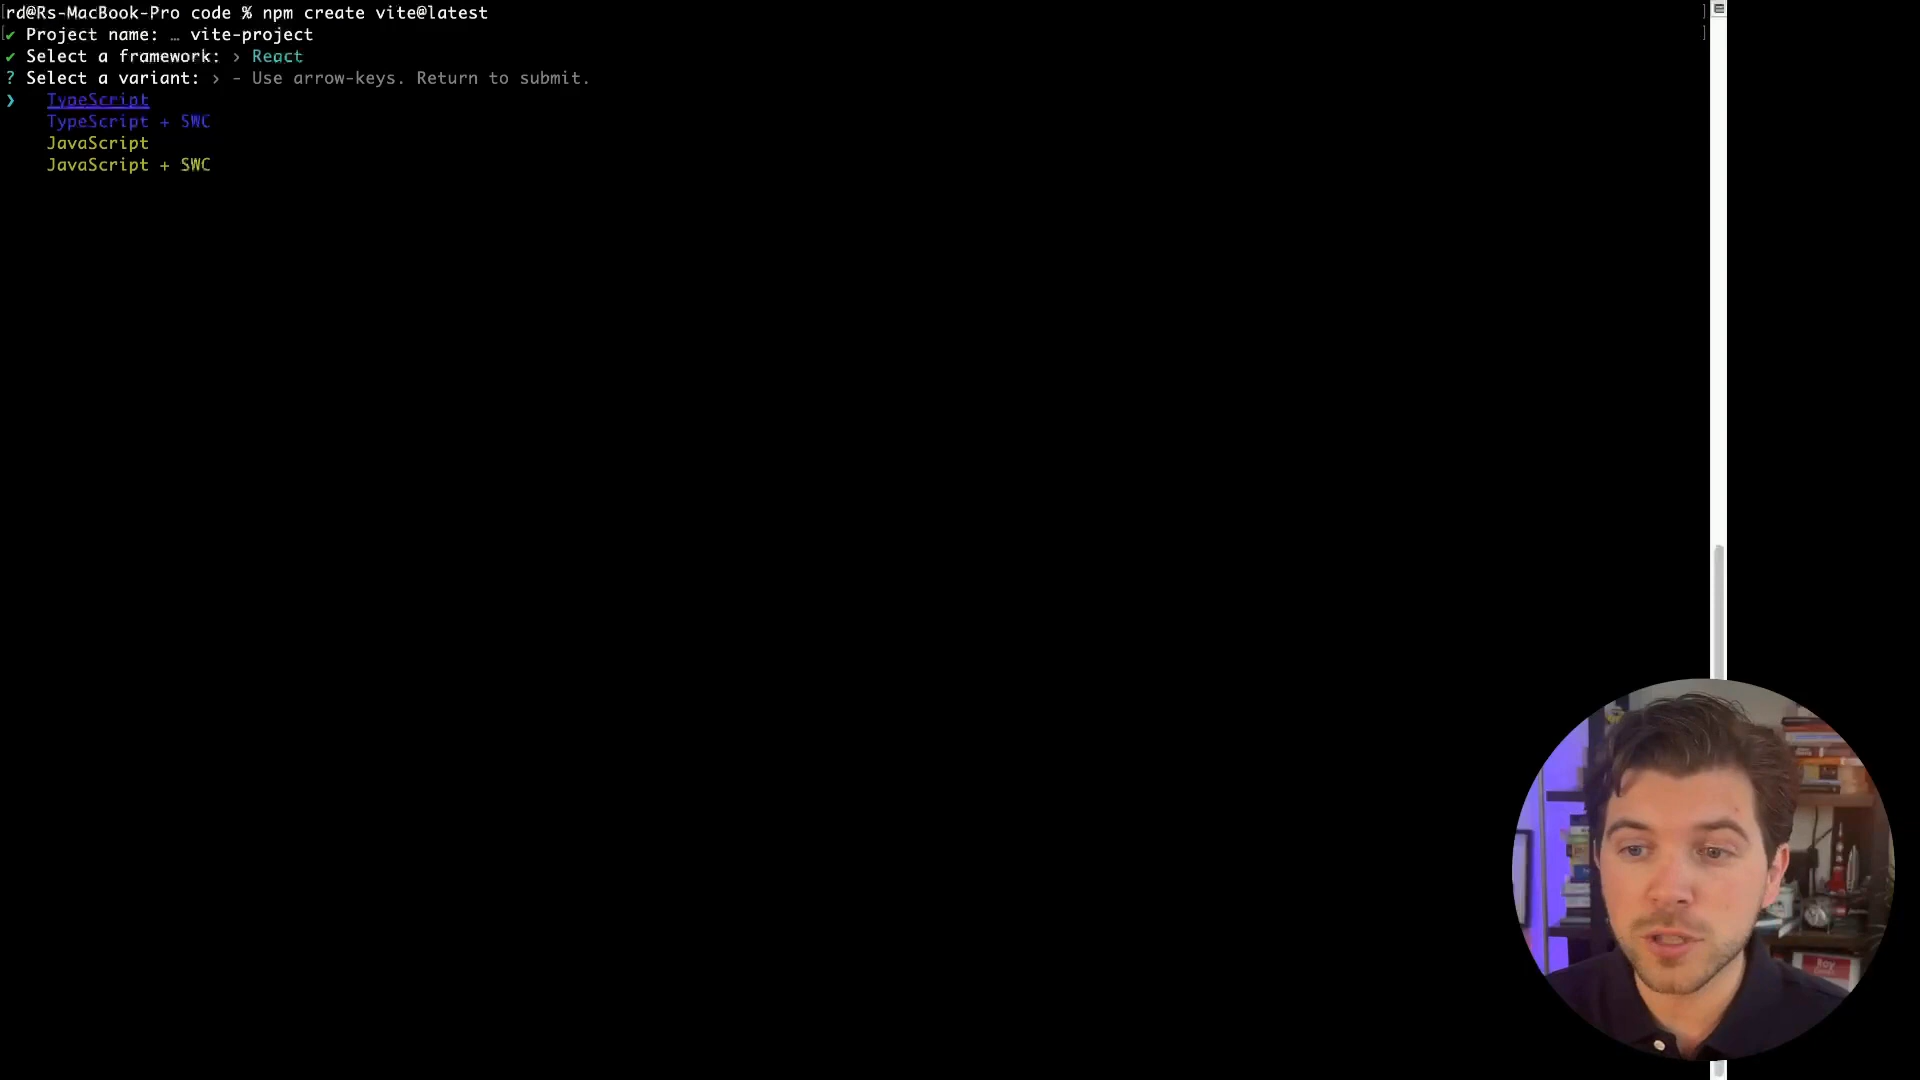 rd@Rs-MacBook-Pro code % npm create vite@latest
✔ Project name: … vite-project
✔ Select a framework: › React
? Select a variant: › - Use arrow-keys. Return to submit.
❯ TypeScript
TypeScript + SWC
JavaScript
JavaScript + SWC
Roy